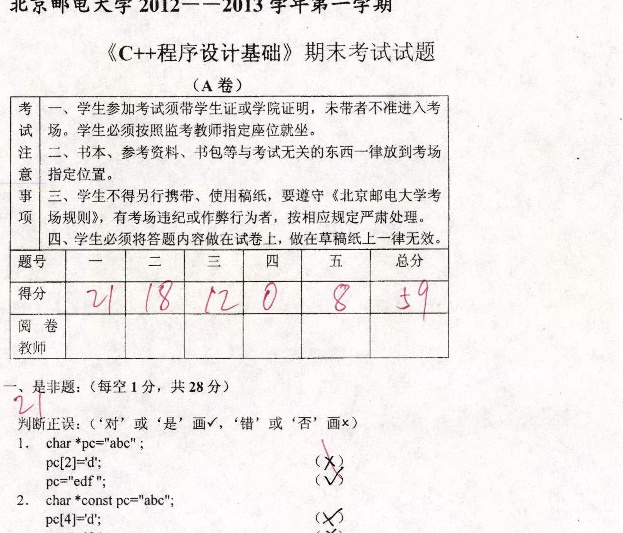 北京邮电大学 2012——2013 学年第一学期
《C++程序设计基础》期末考试试题
（A 卷）
考试注意事项
一、学生参加考试须带学生证或学院证明，未带者不准进入考
场。学生必须按照监考教师指定座位就坐。
二、书本、参考资料、书包等与考试无关的东西一律放到考场
指定位置。
三、学生不得另行携带、使用稿纸，要遵守《北京邮电大学考
场规则》，有考场违纪或作弊行为者，按相应规定严肃处理。
四、学生必须将答题内容做在试卷上，做在草稿纸上一律无效。
题号 一 二 三 四 五 总分
得分 21 18 12 0 8 59
阅 卷
教师
一、是非题：（每空 1 分，共 28 分）
21
判断正误：（‘对’或‘是’画✓，‘错’或‘否’画×）
1. char *pc="abc" ;
pc[2]='d'; (×)
pc="edf "; (✓)
2. char *const pc="abc";
pc[4]='d'; (×)